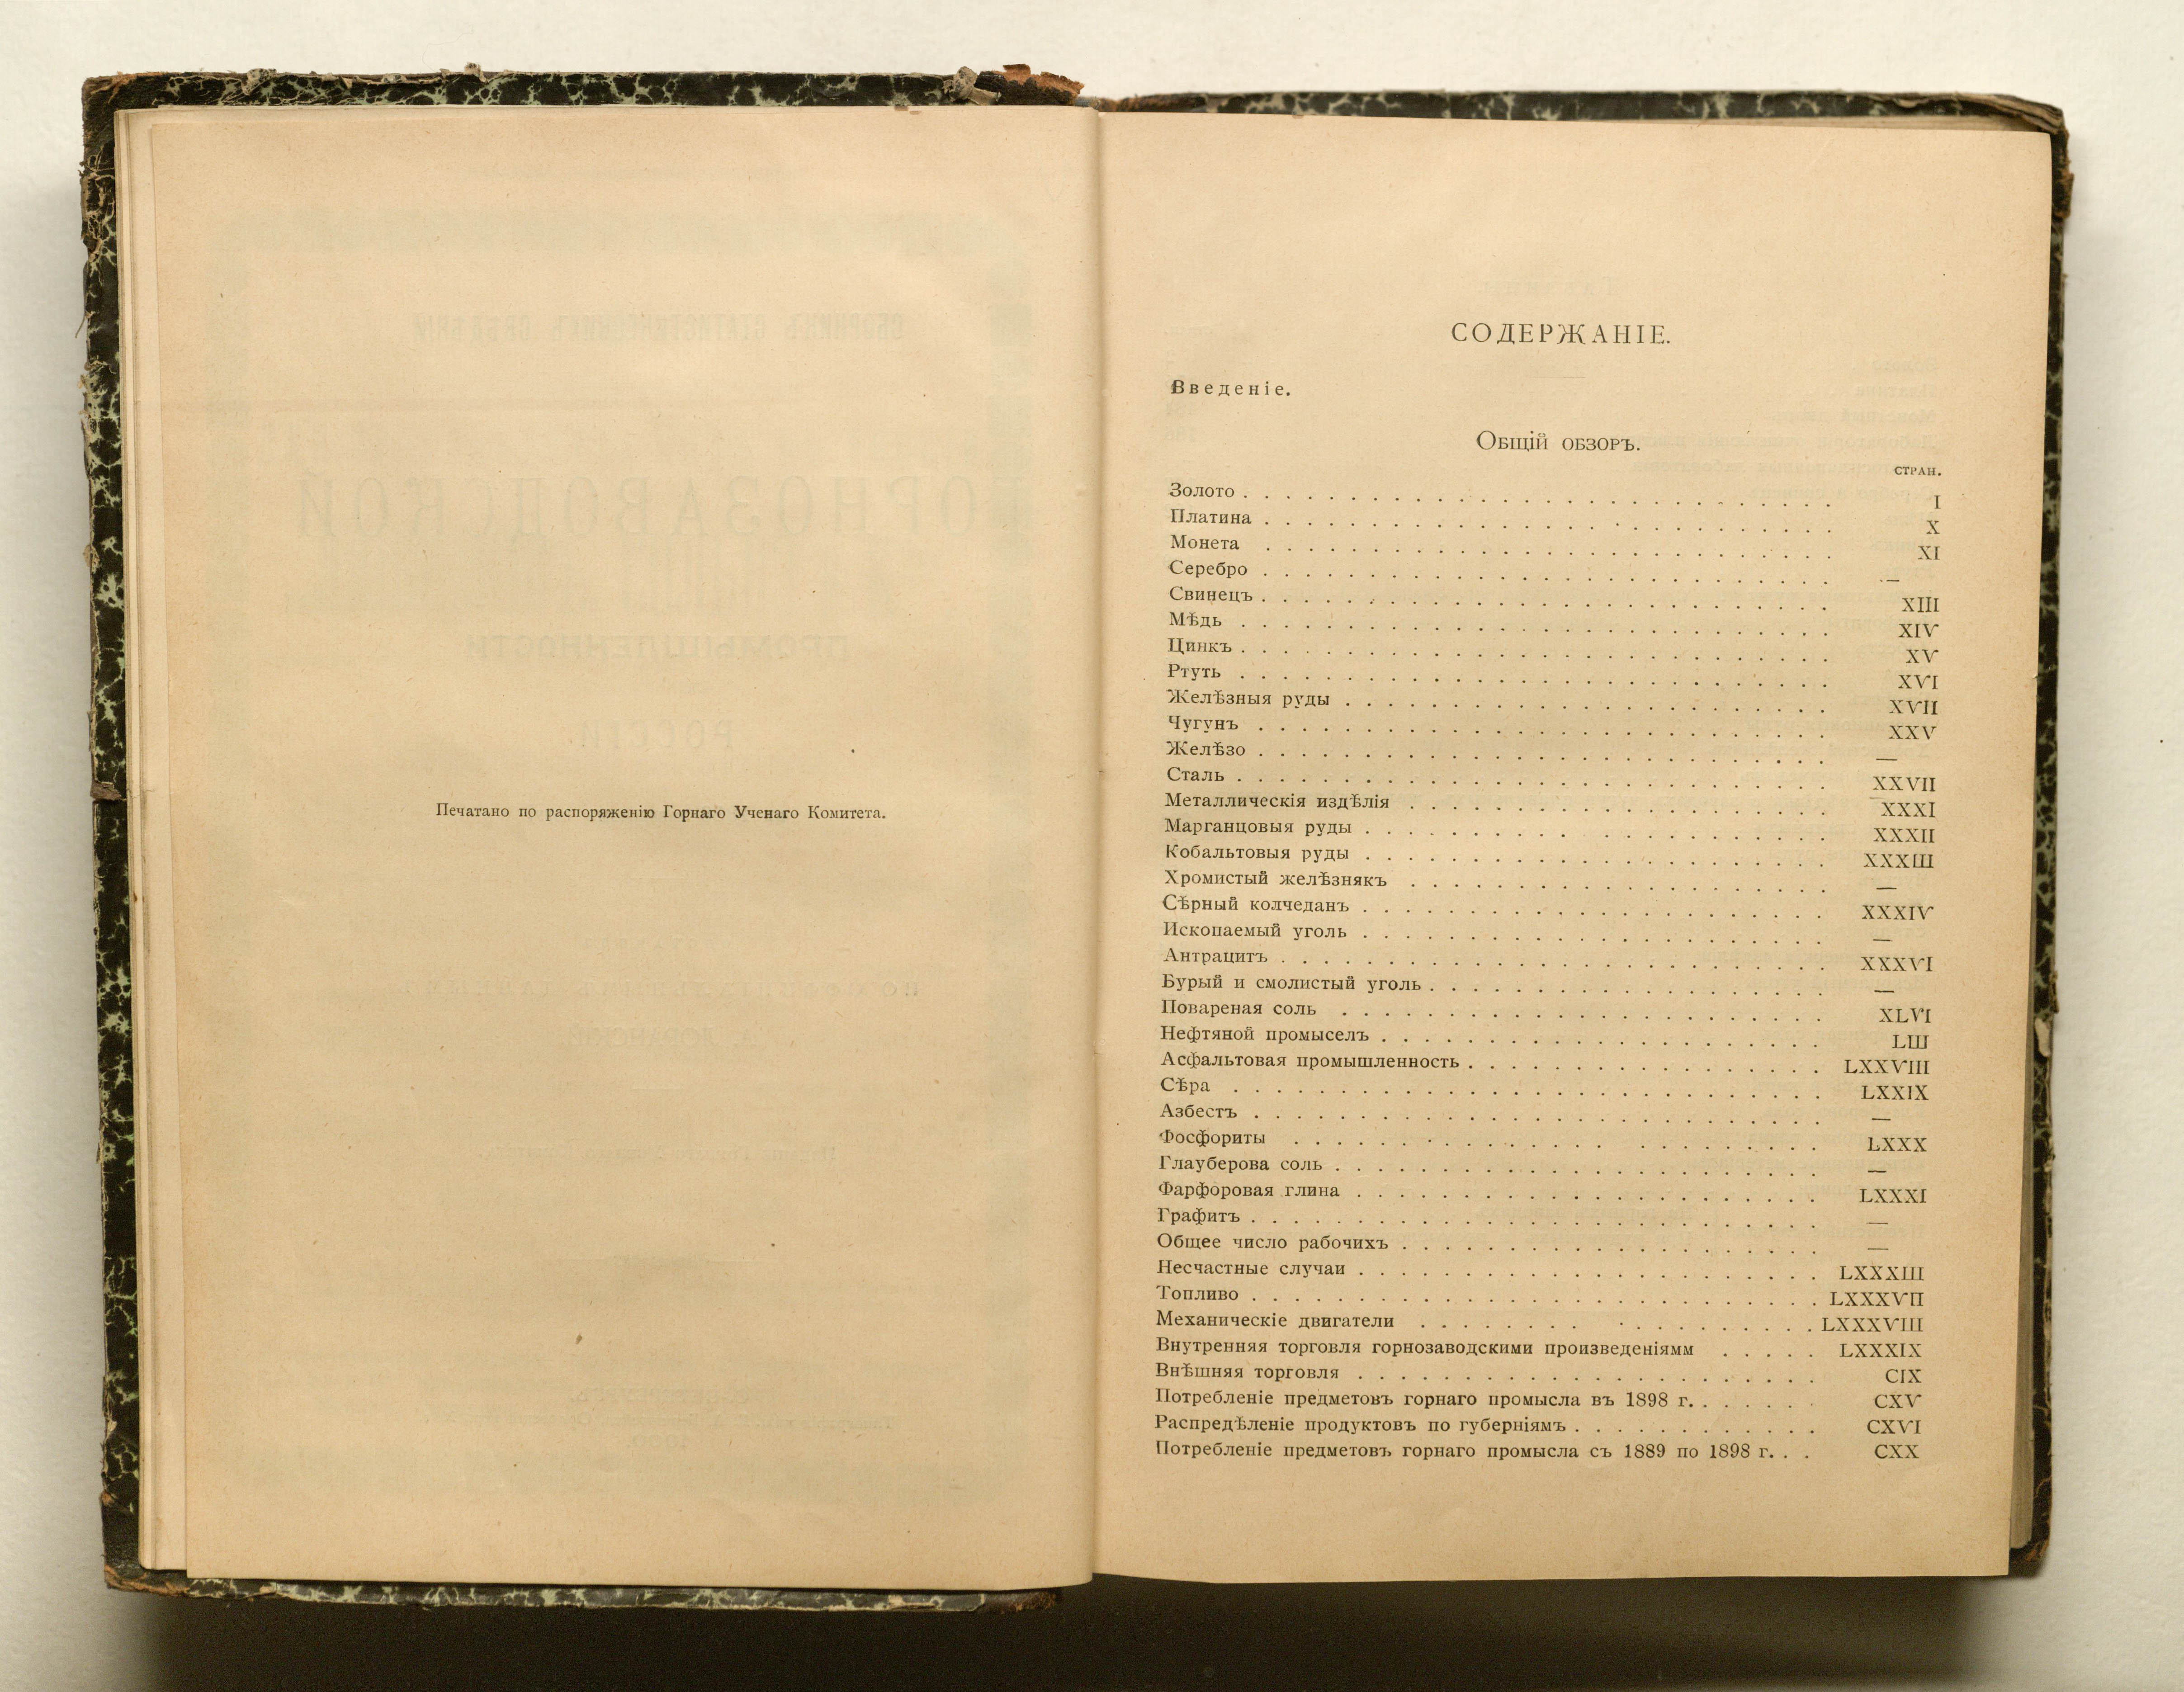 Печатано по распоряженію Горнаго Ученаго Комитета.
СОДЕРЖАНІЕ.
Введеніе.
Общій обзоръ.
СТРАН.
Золото . . . . . . . . . . . . . . . . . . . . . . . . . . . . I
Платина . . . . . . . . . . . . . . . . . . . . . . . . . . . X
Монета . . . . . . . . . . . . . . . . . . . . . . . . . . . XI
Серебро . . . . . . . . . . . . . . . . . . . . . . . . . . . —
Свинецъ . . . . . . . . . . . . . . . . . . . . . . . . . . . XIII
Мѣдь . . . . . . . . . . . . . . . . . . . . . . . . . . . . XIV
Цинкъ . . . . . . . . . . . . . . . . . . . . . . . . . . . . XV
Ртуть . . . . . . . . . . . . . . . . . . . . . . . . . . . . XVI
Желѣзныя руды . . . . . . . . . . . . . . . . . . . . . . . XVII
Чугунъ . . . . . . . . . . . . . . . . . . . . . . . . . . . XXV
Желѣзо . . . . . . . . . . . . . . . . . . . . . . . . . . . —
Сталь . . . . . . . . . . . . . . . . . . . . . . . . . . . . XXVII
Металлическія издѣлія . . . . . . . . . . . . . . . . . . . . XXXI
Марганцовыя руды . . . . . . . . . . . . . . . . . . . . . . XXXII
Кобальтовыя руды . . . . . . . . . . . . . . . . . . . . . . XXXIII
Хромистый желѣзнякъ . . . . . . . . . . . . . . . . . . . . —
Сѣрный колчеданъ . . . . . . . . . . . . . . . . . . . . . . XXXIV
Ископаемый уголь . . . . . . . . . . . . . . . . . . . . . . —
Антрацитъ . . . . . . . . . . . . . . . . . . . . . . . . . . XXXVI
Бурый и смолистый уголь . . . . . . . . . . . . . . . . . . . —
Повареная соль . . . . . . . . . . . . . . . . . . . . . . . XLVI
Нефтяной промыселъ . . . . . . . . . . . . . . . . . . . . . LIII
Асфальтовая промышленность . . . . . . . . . . . . . . . . . LXXVIII
Сѣра . . . . . . . . . . . . . . . . . . . . . . . . . . . . LXXIX
Азбестъ . . . . . . . . . . . . . . . . . . . . . . . . . . . —
Фосфориты . . . . . . . . . . . . . . . . . . . . . . . . . LXXX
Глауберова соль . . . . . . . . . . . . . . . . . . . . . . . —
Фарфоровая глина . . . . . . . . . . . . . . . . . . . . . . LXXXI
Графитъ . . . . . . . . . . . . . . . . . . . . . . . . . . . —
Общее число рабочихъ . . . . . . . . . . . . . . . . . . . . —
Несчастные случаи . . . . . . . . . . . . . . . . . . . . . . LXXXIII
Топливо . . . . . . . . . . . . . . . . . . . . . . . . . . . LXXXVII
Механическіе двигатели . . . . . . . . . . . . . . . . . . . LXXXVIII
Внутренняя торговля горнозаводскими произведеніямм . . . . . LXXXIX
Внѣшняя торговля . . . . . . . . . . . . . . . . . . . . . . CIX
Потребленіе предметовъ горнаго промысла въ 1898 г. . . . . . . CXV
Распредѣленіе продуктовъ по губерніямъ . . . . . . . . . . . . CXVI
Потребленіе предметовъ горнаго промысла съ 1889 по 1898 г. . . CXX